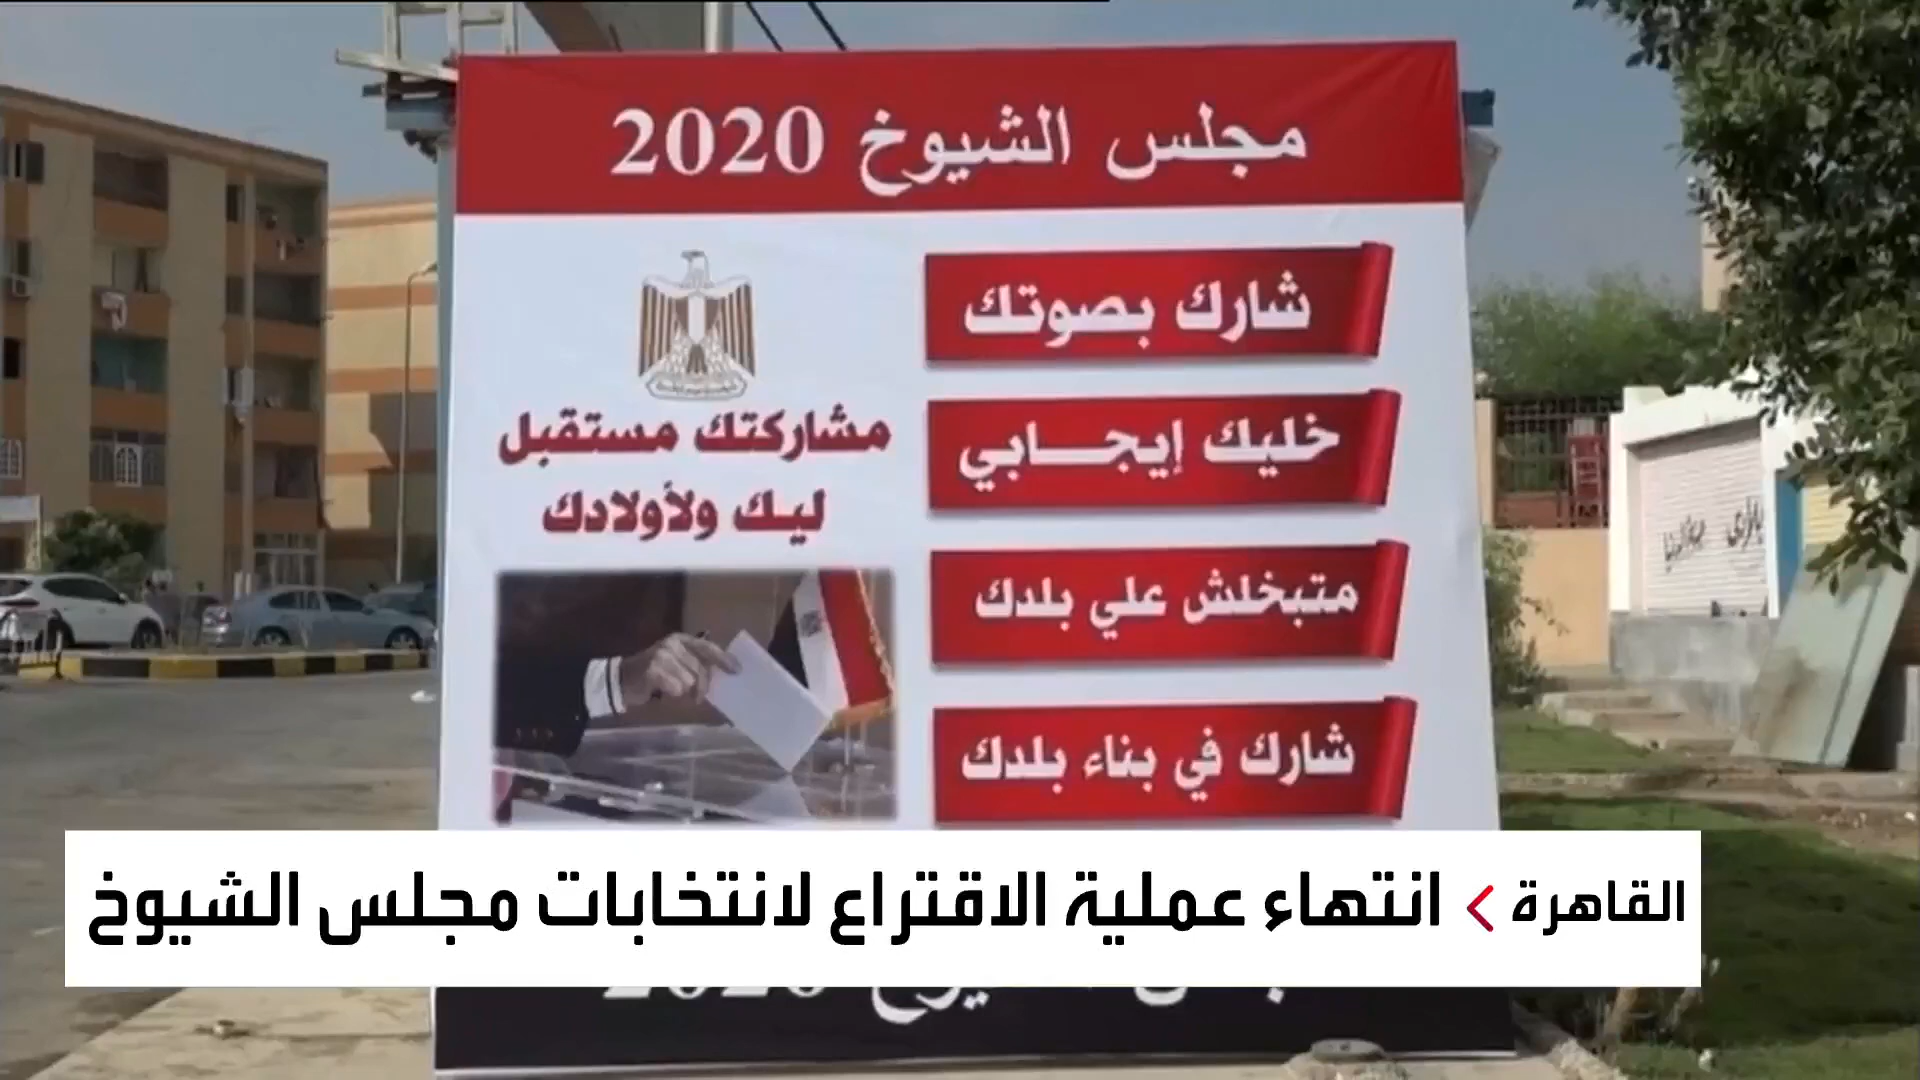 مجلس الشيوخ 2020
شارك بصوتك
خليك إيجـــابي
متبخلش علي بلدك
شارك في بناء بلدك
مشاركتك مستقبل
ليك ولأولادك
القاهرة
انتهاء عملية الاقتراع لانتخابات مجلس الشيوخ